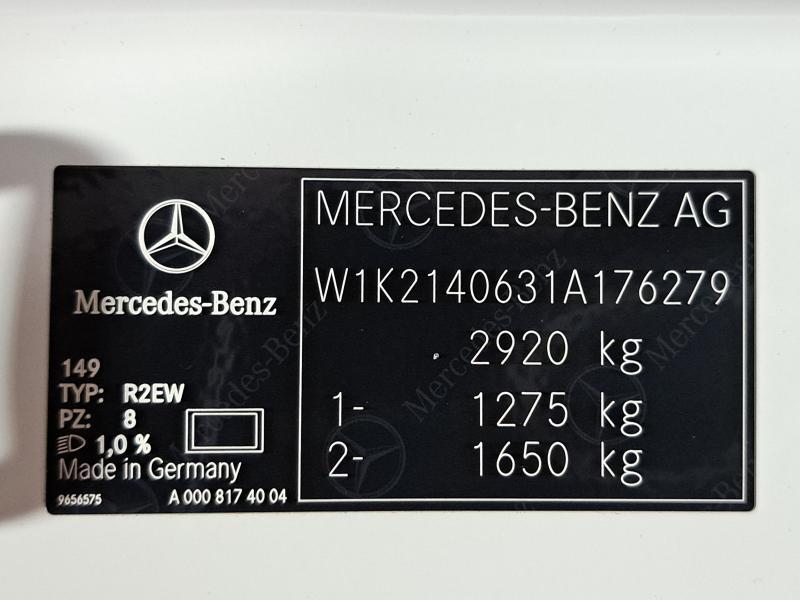 Mercedes-Benz
149
TYP: R2EW
PZ: 8
1,0 %
Made in Germany
9656575 A 000 817 40 04
MERCEDES-BENZ AG
W1K2140631A176279
2920 kg
1- 1275 kg
2- 1650 kg